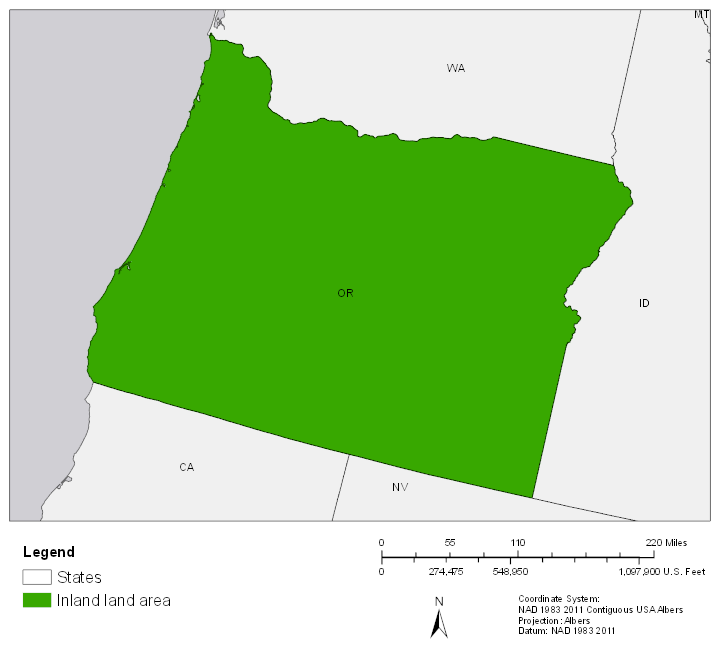 MT
WA
OR
ID
CA
NV
Legend
States
Inland land area
0 55 110 220 Miles
0 274,475 548,950 1,097,900 U.S. Feet
N
Coordinate System:
NAD 1983 2011 Contiguous USA Albers
Projection: Albers
Datum: NAD 1983 2011